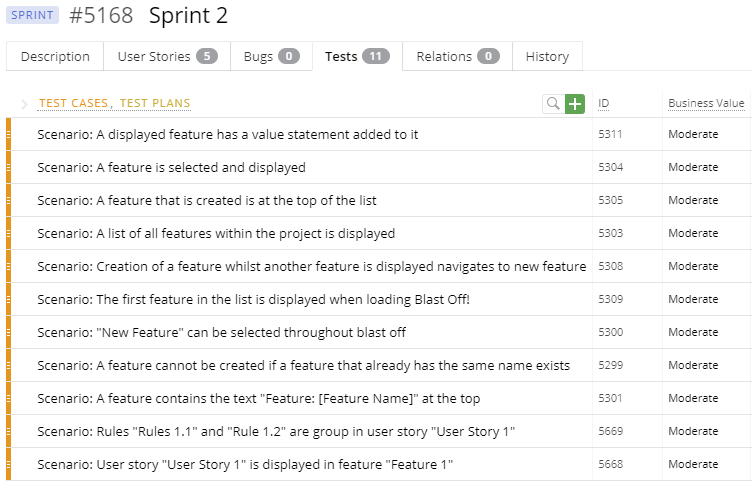 SPRINT #5168 Sprint 2
Description User Stories 5 Bugs 0 Tests 11 Relations 0 History
TEST CASES, TEST PLANS ID Business Value
Scenario: A displayed feature has a value statement added to it 5311 Moderate
Scenario: A feature is selected and displayed 5304 Moderate
Scenario: A feature that is created is at the top of the list 5305 Moderate
Scenario: A list of all features within the project is displayed 5303 Moderate
Scenario: Creation of a feature whilst another feature is displayed navigates to new feature 5308 Moderate
Scenario: The first feature in the list is displayed when loading Blast Off! 5309 Moderate
Scenario: "New Feature" can be selected throughout blast off 5300 Moderate
Scenario: A feature cannot be created if a feature that already has the same name exists 5299 Moderate
Scenario: A feature contains the text "Feature: [Feature Name]" at the top 5301 Moderate
Scenario: Rules "Rules 1.1" and "Rule 1.2" are group in user story "User Story 1" 5669 Moderate
Scenario: User story "User Story 1" is displayed in feature "Feature 1" 5668 Moderate